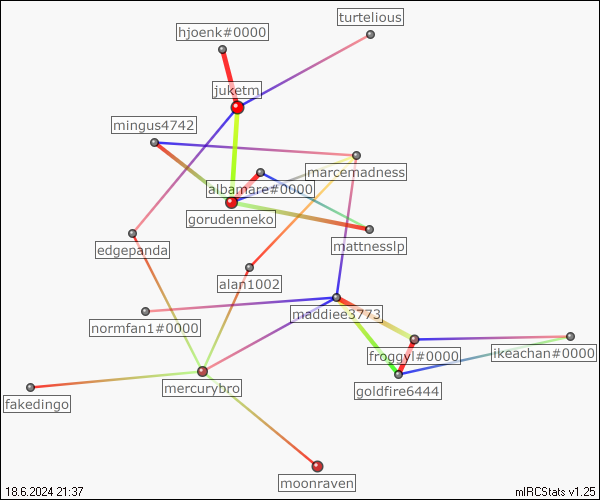 turtelious
hjoenk#0000
juketm
mingus4742
marcemadness
albamare#0000
gorudenneko
mattnesslp
edgepanda
alan1002
maddiee3773
normfan1#0000
froggyl#0000
ikeachan#0000
mercurybro
goldfire6444
fakedingo
moonraven
18.6.2024 21:37
mIRCStats v1.25